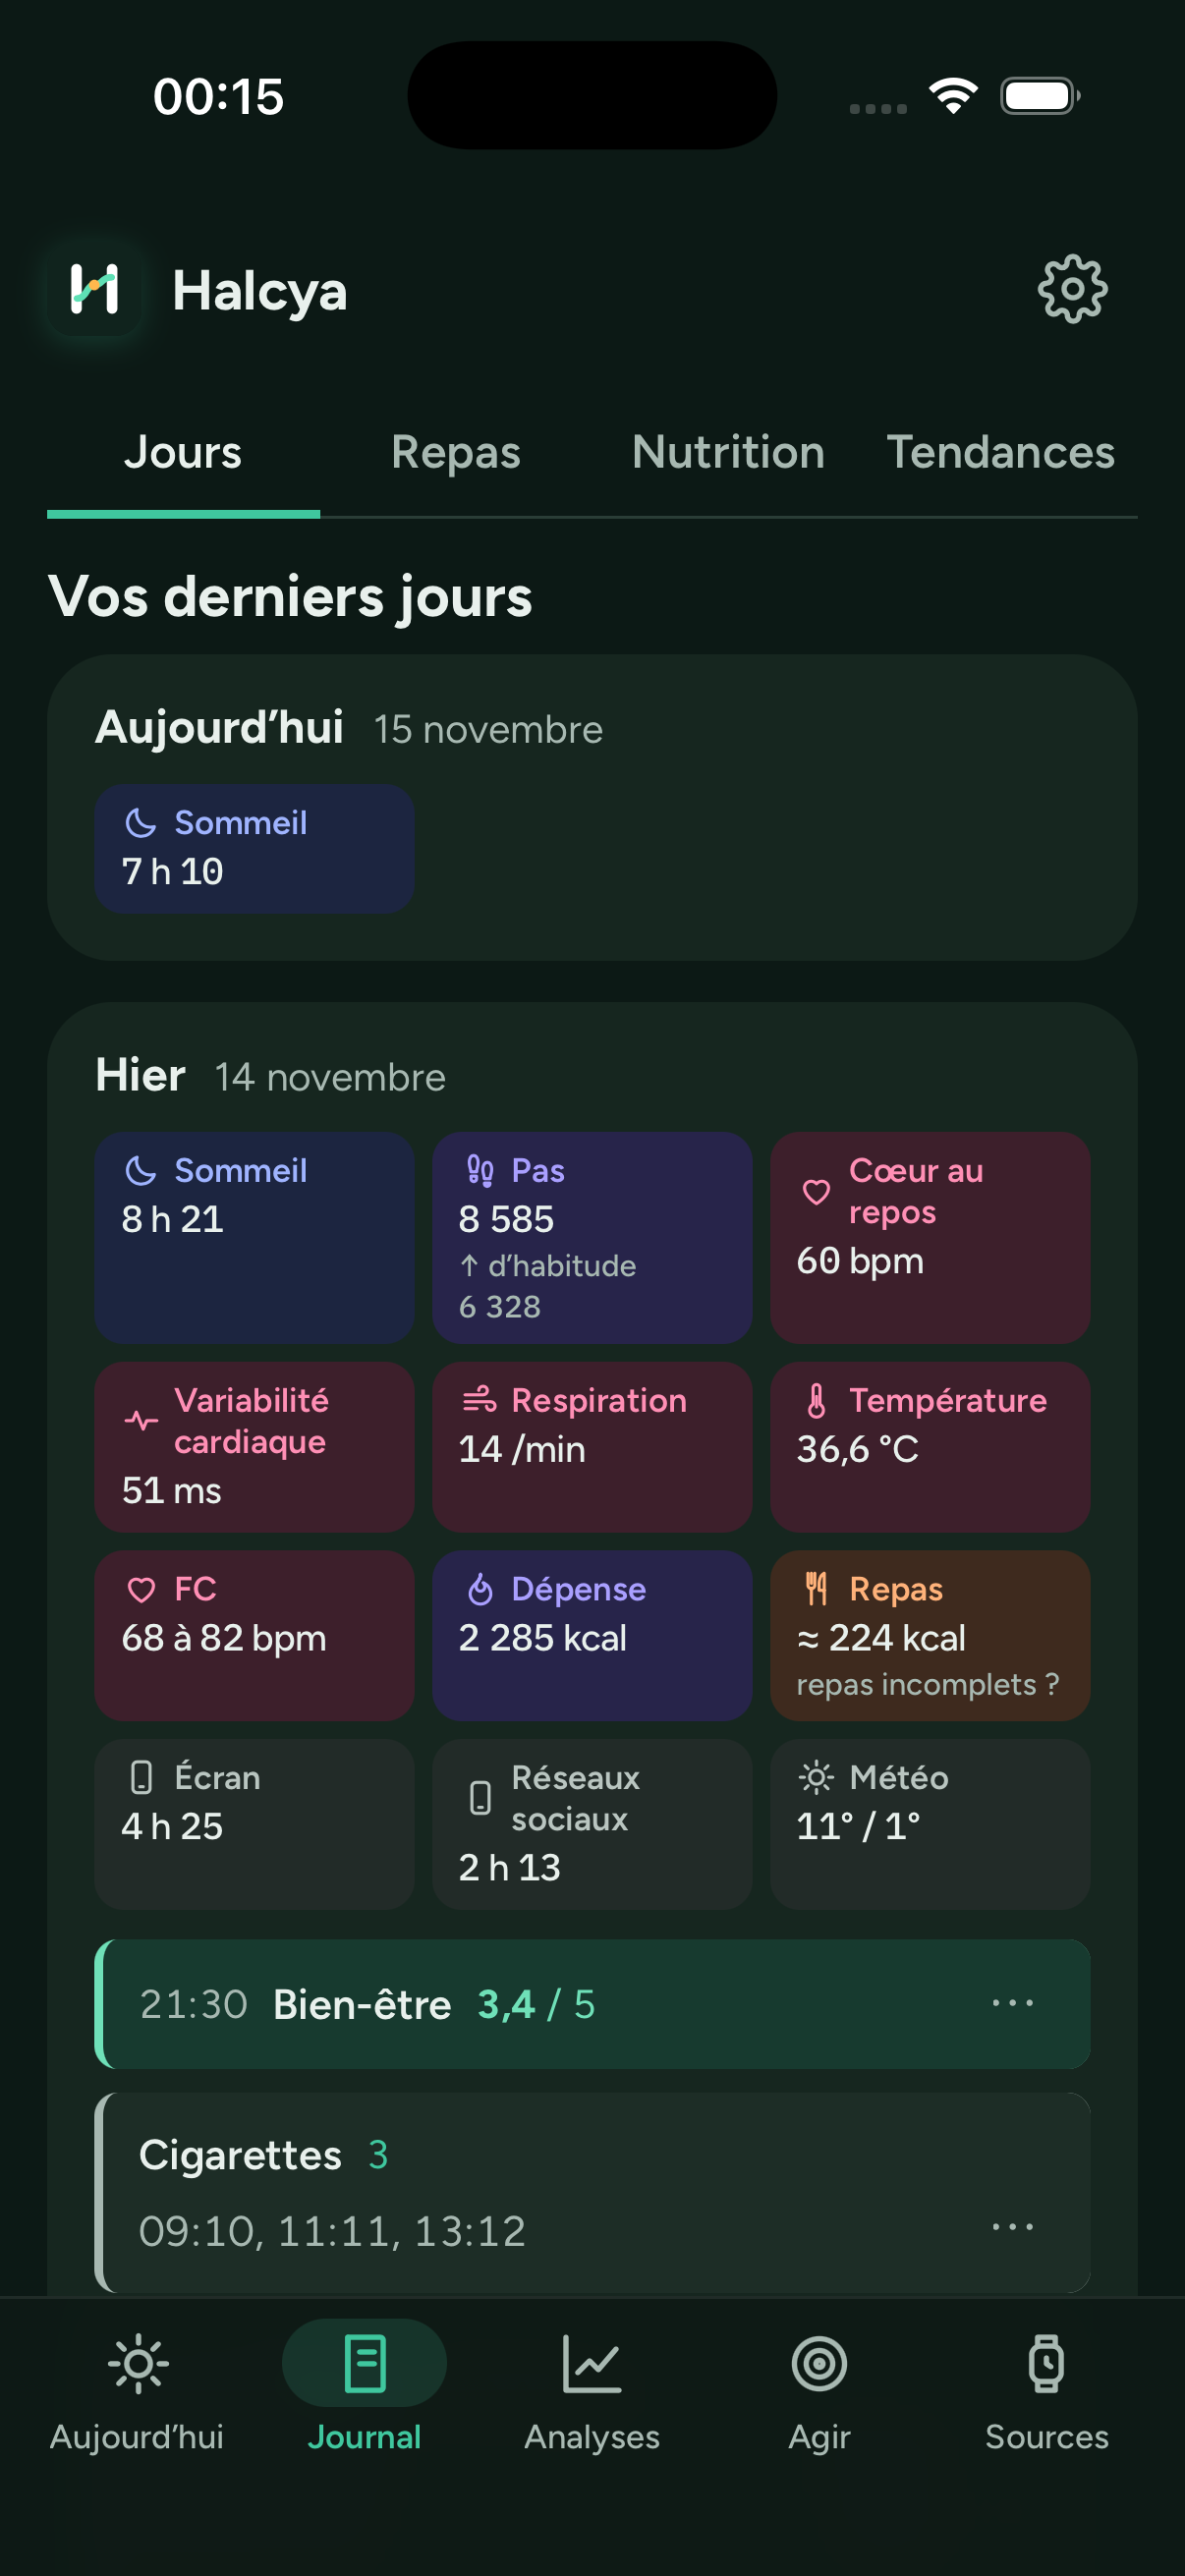 00:15
Halcya
Jours Repas Nutrition Tendances
Vos derniers jours
Aujourd’hui 15 novembre
Sommeil
7 h 10
Hier 14 novembre
Sommeil
8 h 21
Pas
8 585
↑ d’habitude
6 328
Cœur au
repos
60 bpm
Variabilité
cardiaque
51 ms
Respiration
14 /min
Température
36,6 °C
FC
68 à 82 bpm
Dépense
2 285 kcal
Repas
≈ 224 kcal
repas incomplets ?
Écran
4 h 25
Réseaux
sociaux
2 h 13
Météo
11° / 1°
21:30 Bien-être 3,4 / 5
Cigarettes 3
09:10, 11:11, 13:12
Aujourd’hui Journal Analyses Agir Sources